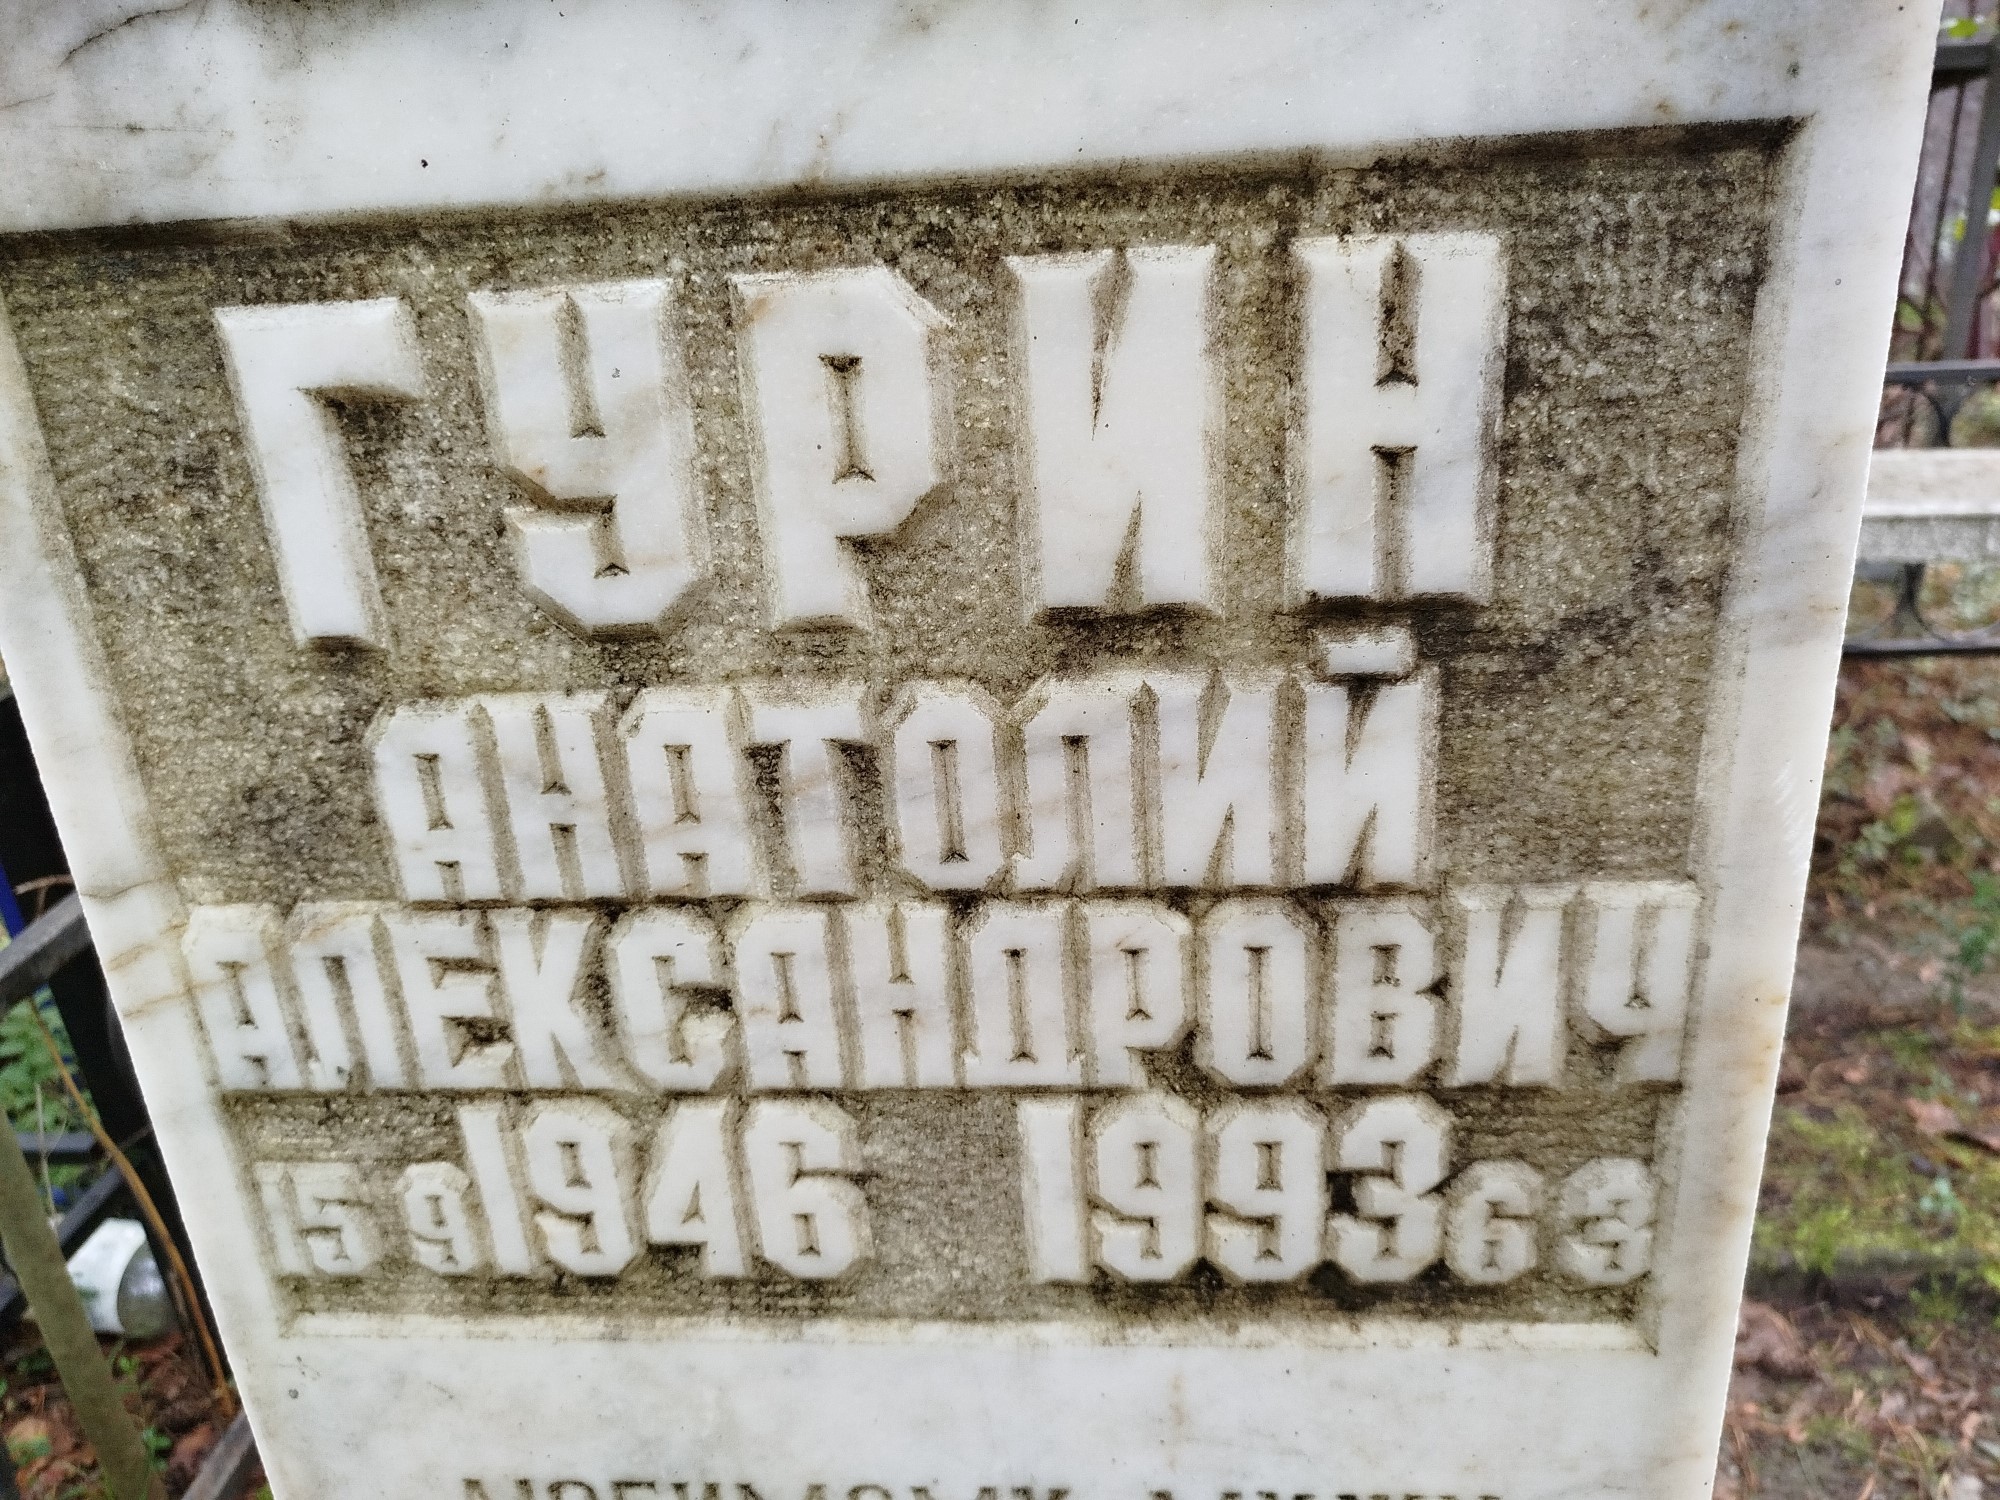 ГУРИН
АНАТОЛИЙ
АЛЕКСАНДРОВИЧ
15 9 1946 1993 6 3